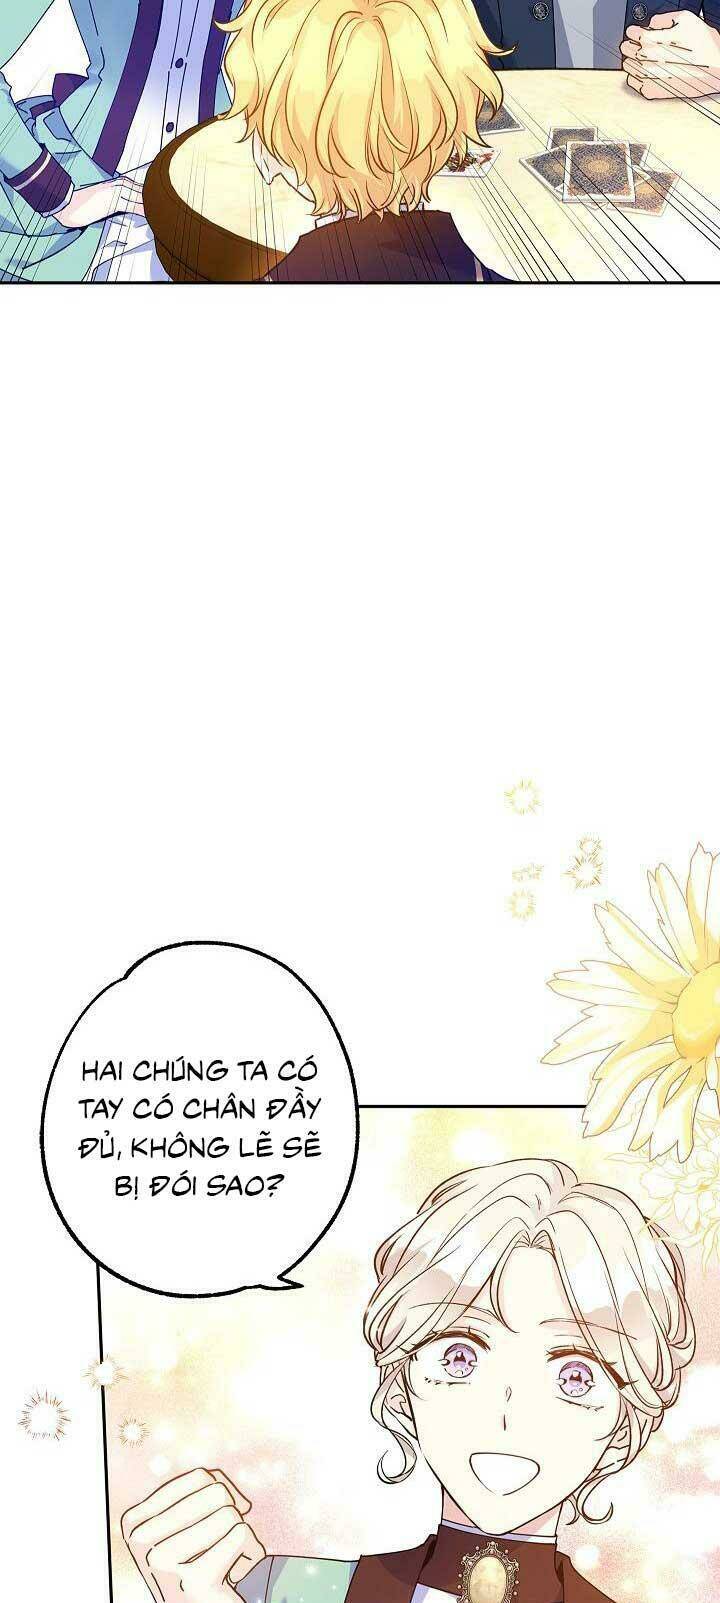 HAI CHÚNG TA CÓ
TAY CÓ CHÂN ĐẦY
ĐỦ, KHÔNG LẼ SẼ
BỊ ĐÓI SAO?